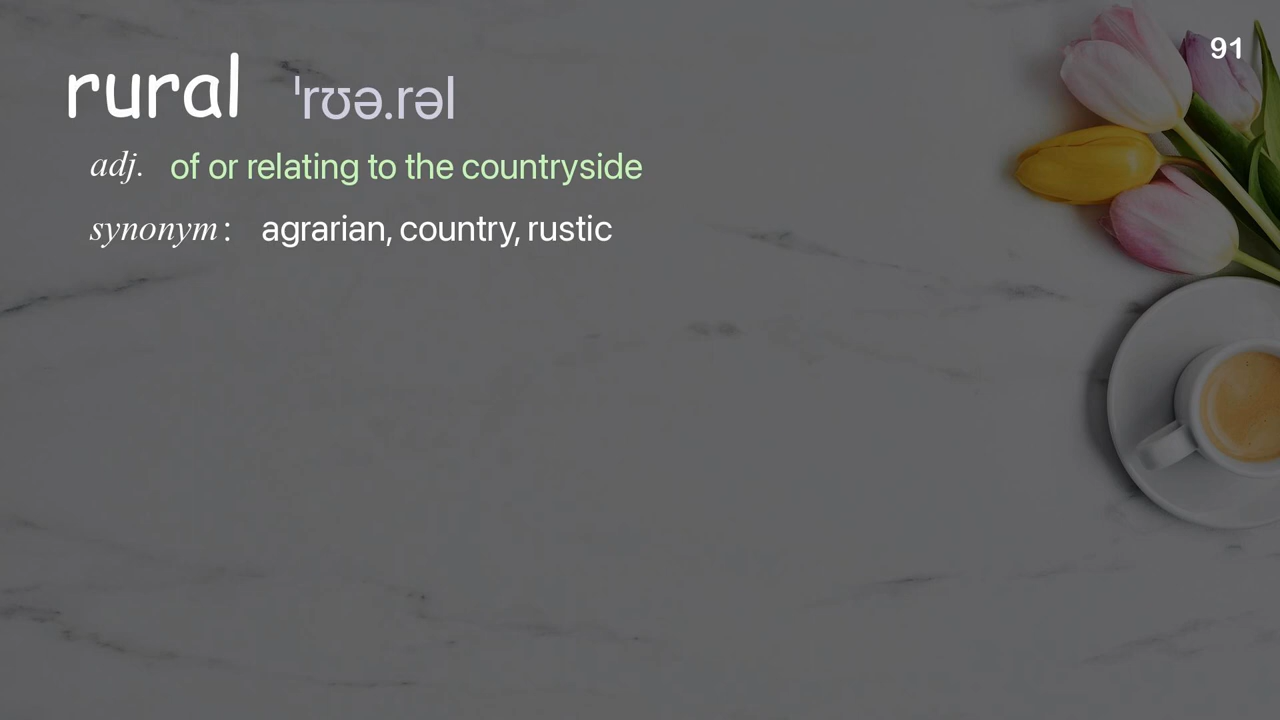 91
rural ˈrʊə.rəl
adj. of or relating to the countryside
synonym: agrarian, country, rustic